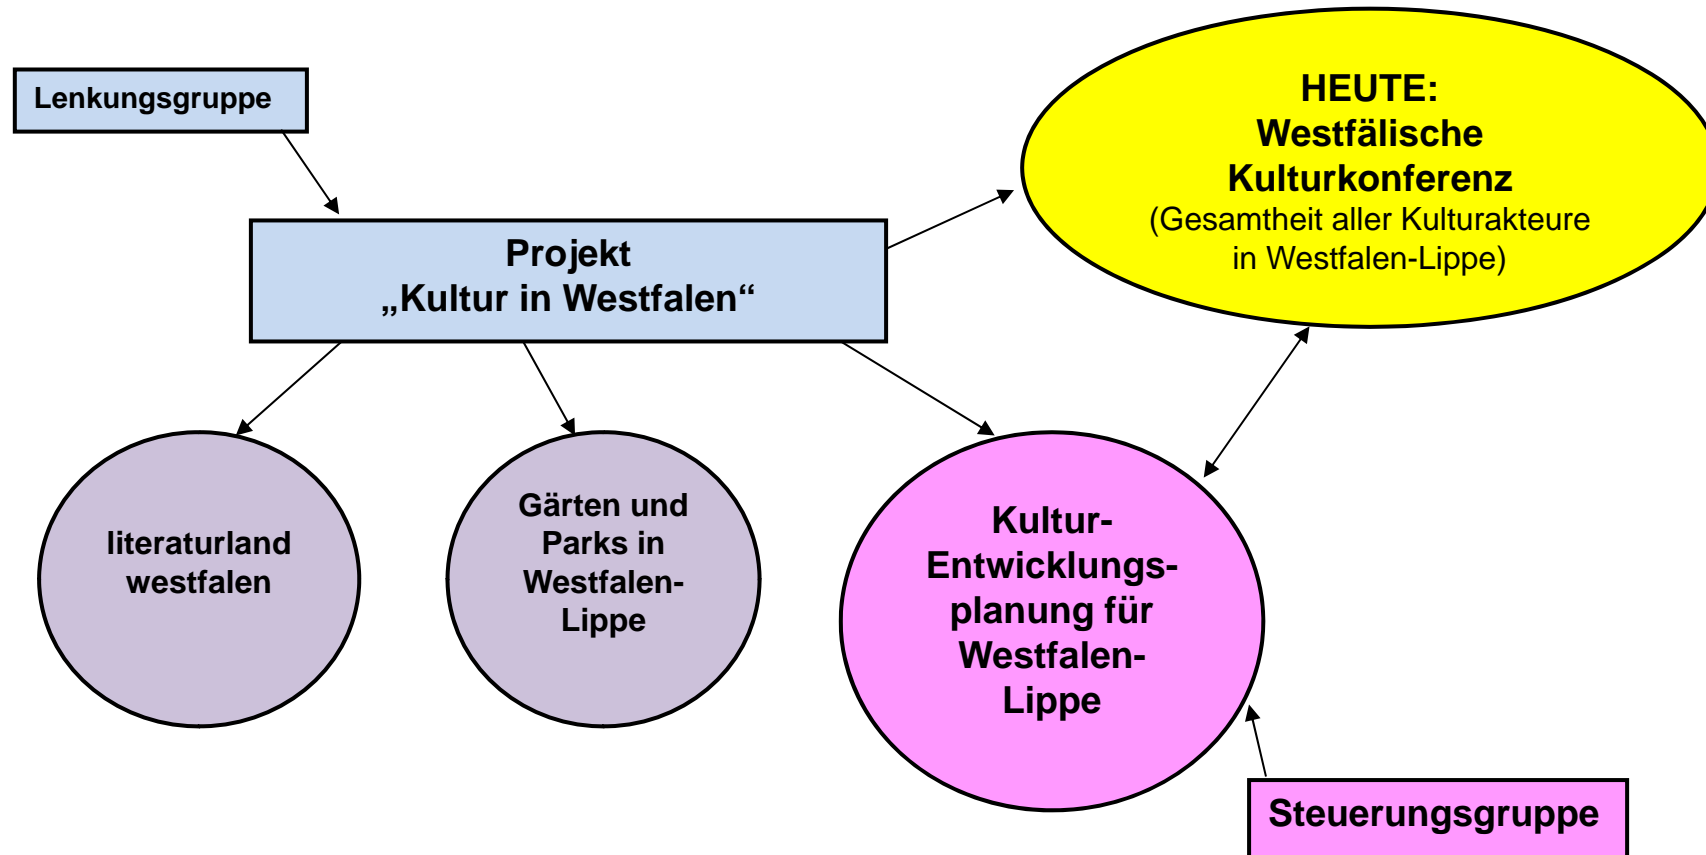 Lenkungsgruppe
HEUTE:
Westfälische
Kulturkonferenz
(Gesamtheit aller Kulturakteure
in Westfalen-Lippe)
Projekt
„Kultur in Westfalen“
literaturland
westfalen
Gärten und
Parks in
Westfalen-
Lippe
Kultur-
Entwicklungs-
planung für
Westfalen-
Lippe
Steuerungsgruppe